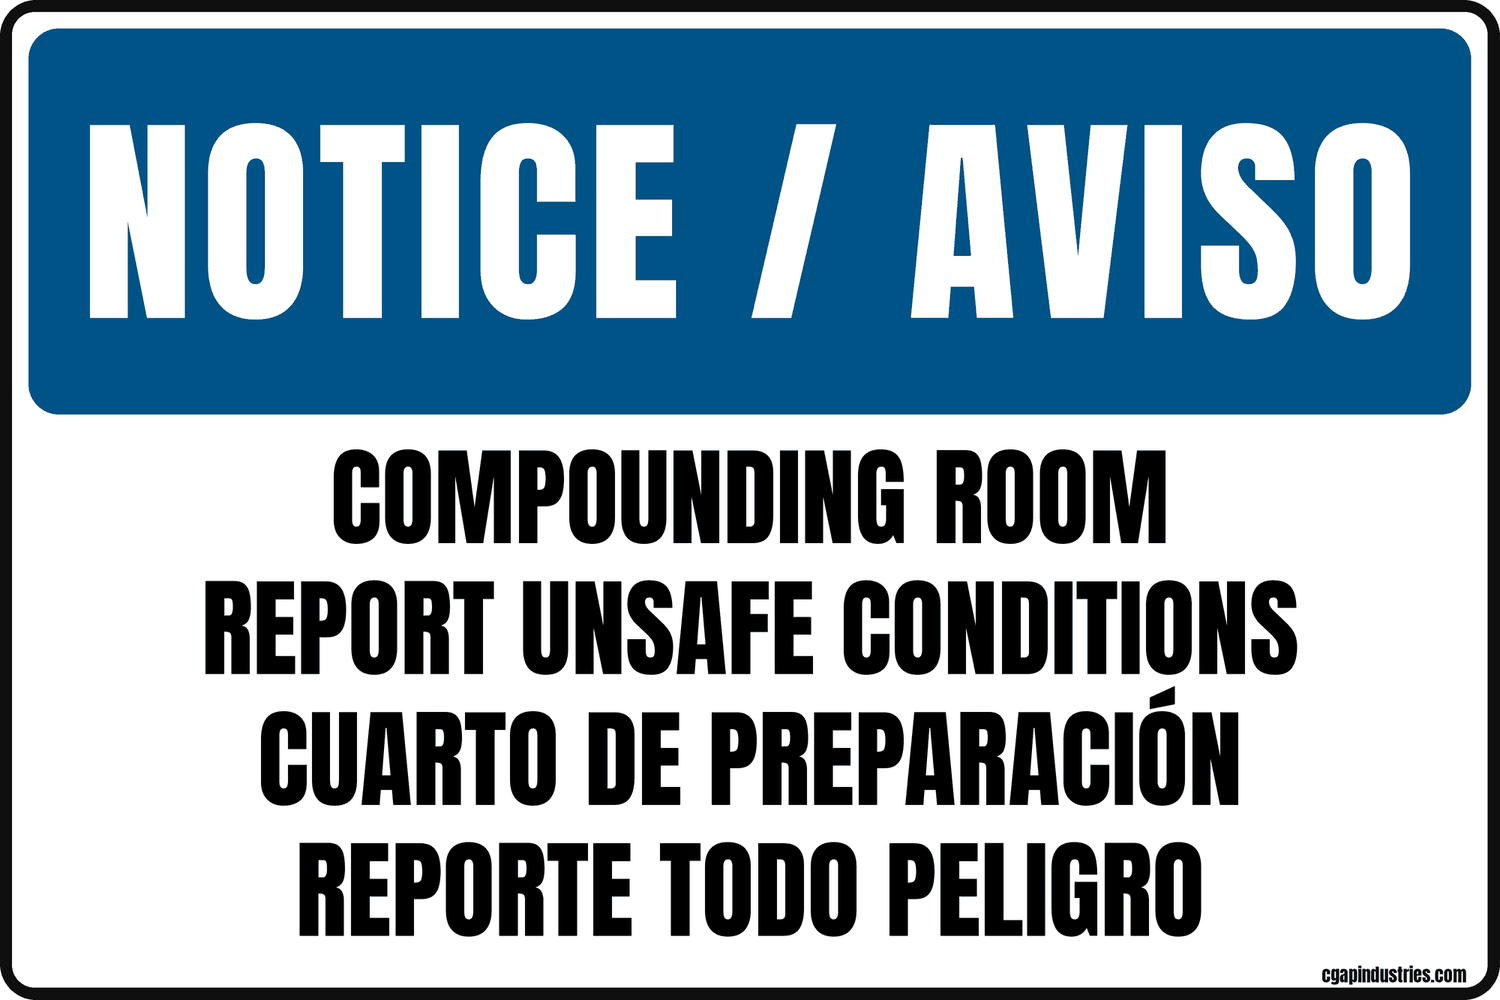 NOTICE / AVISO
COMPOUNDING ROOM
REPORT UNSAFE CONDITIONS
CUARTO DE PREPARACIÓN
REPORTE TODO PELIGRO
cgapindustries.com